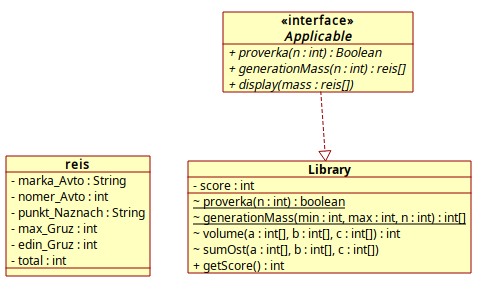 «interface»
Applicable
+ proverka(n : int) : Boolean
+ generationMass(n : int) : reis[]
+ display(mass : reis[])
reis
- marka_Avto : String
- nomer_Avto : int
- punkt_Naznach : String
- max_Gruz : int
- edin_Gruz : int
- total : int
Library
- score : int
~ proverka(n : int) : boolean
~ generationMass(min : int, max : int, n : int) : int[]
~ volume(a : int[], b : int[], c : int[]) : int
~ sumOst(a : int[], b : int[], c : int[])
+ getScore() : int